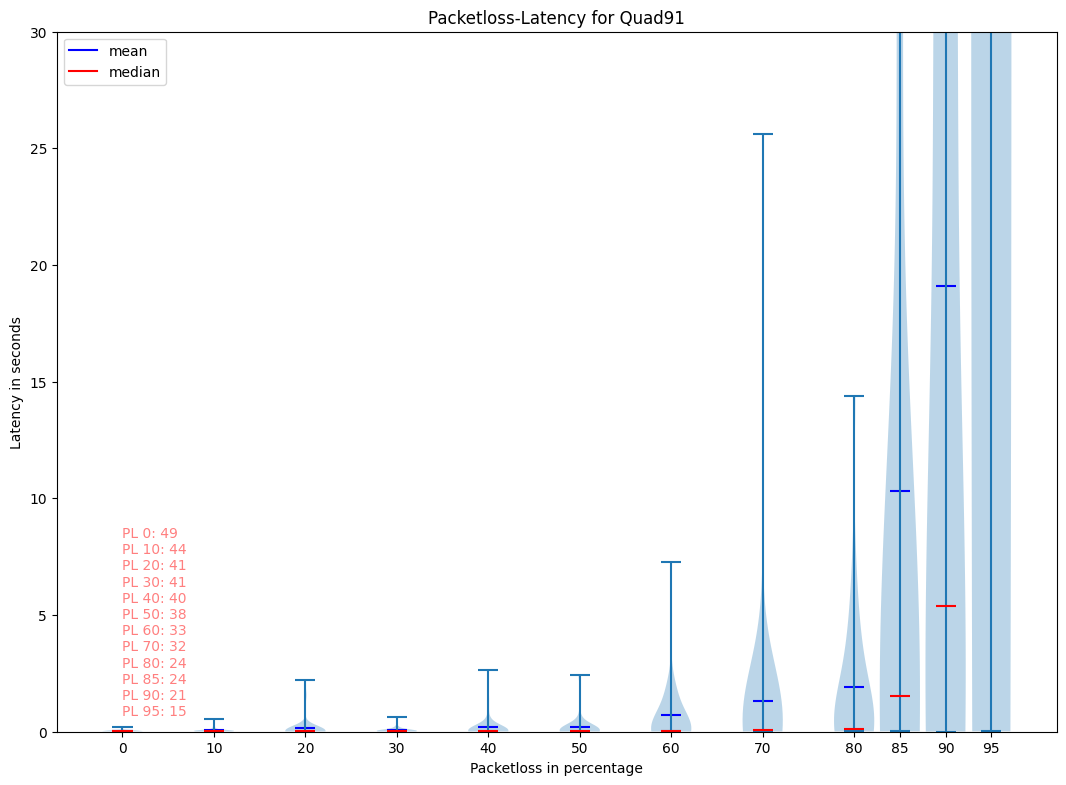 Packetloss-Latency for Quad91
mean
median
30
25
20
15
10
5
0
Latency in seconds
PL 0: 49
PL 10: 44
PL 20: 41
PL 30: 41
PL 40: 40
PL 50: 38
PL 60: 33
PL 70: 32
PL 80: 24
PL 85: 24
PL 90: 21
PL 95: 15
0 10 20 30 40 50 60 70 80 85 90 95
Packetloss in percentage